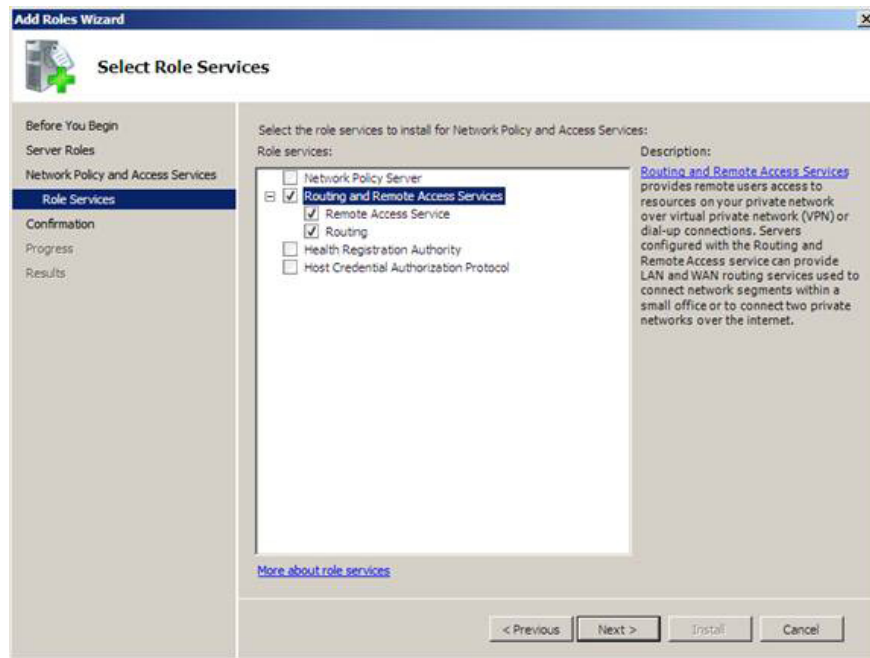 Add Roles Wizard
Select Role Services
Before You Begin
Server Roles
Network Policy and Access Services
Role Services
Confirmation
Progress
Results
Select the role services to install for Network Policy and Access Services:
Role services:
Network Policy Server
Routing and Remote Access Services
Remote Access Service
Routing
Health Registration Authority
Host Credential Authorization Protocol
More about role services
Description:
Routing and Remote Access Services
provides remote users access to
resources on your private network
over virtual private network (VPN) or
dial-up connections. Servers
configured with the Routing and
Remote Access service can provide
LAN and WAN routing services used to
connect network segments within a
small office or to connect two private
networks over the internet.
< Previous
Next >
Install
Cancel